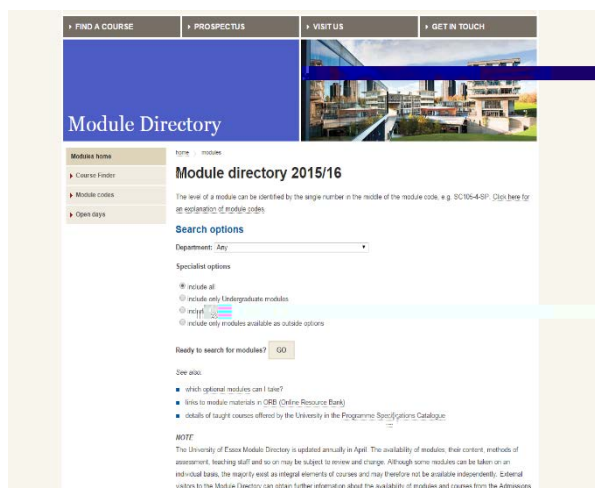 FIND A COURSE
PROSPECTUS
VISIT US
GET IN TOUCH
Module Directory
Modules home
Course Finder
Module codes
Open days
home modules
Module directory 2015/16
The level of a module can be identified by the single number in the middle of the module code, e.g. SC105-4-SP. Click here for
an explanation of module codes.
Search options
Department: Any
Specialist options
include all
include only Undergraduate modules
include only modules available as outside options
Ready to search for modules? GO
See also:
which optional modules can I take?
links to module materials in ORB (Online Resource Bank)
details of taught courses offered by the University in the Programme Specifications Catalogue
NOTE
The University of Essex Module Directory is updated annually in April. The availability of modules, their content, methods of
assessment, teaching staff and so on may be subject to review and change. Although some modules can be taken on an
individual basis, the majority exist as integral elements of courses and may therefore not be available independently. External
visitors to the Module Directory can obtain further information about the availability of modules and courses from the Admissions